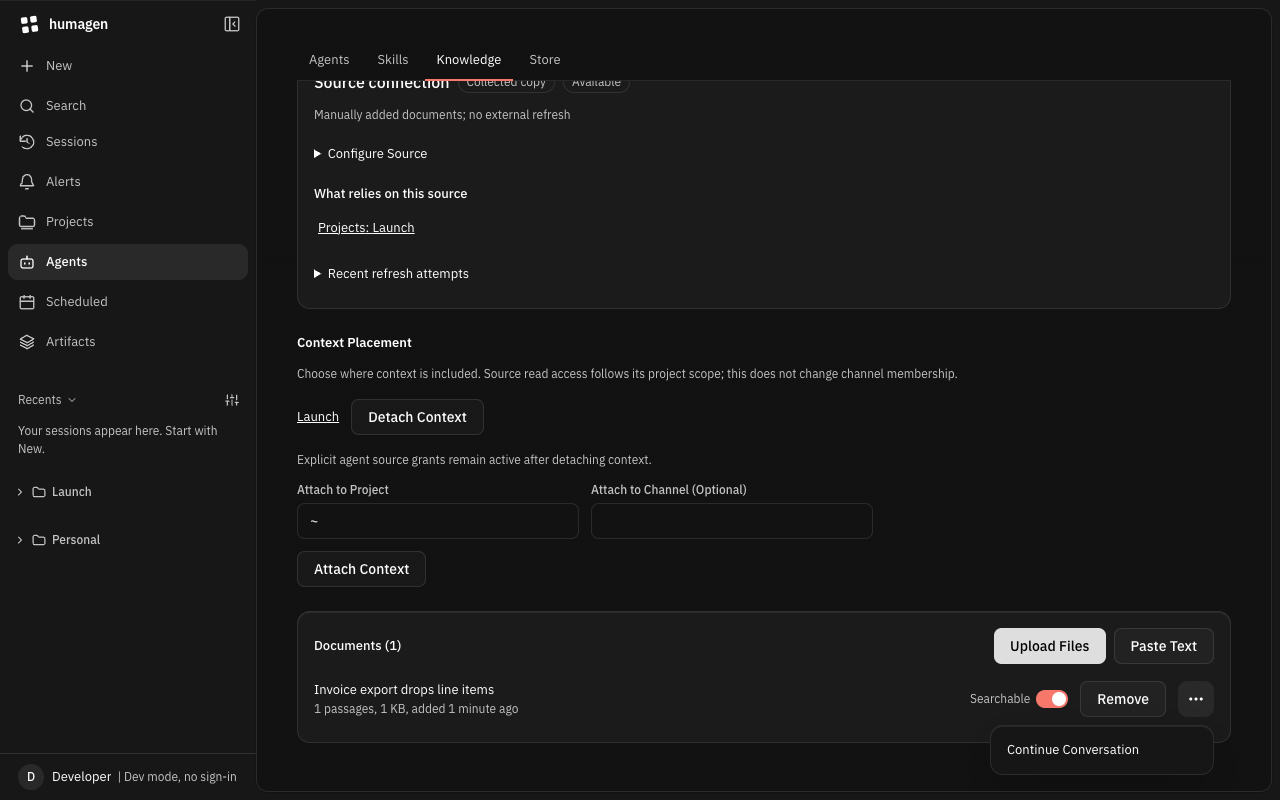 humagen
New
Search
Sessions
Alerts
Projects
Agents
Scheduled
Artifacts
Recents
Your sessions appear here. Start with
New.
Launch
Personal
D Developer | Dev mode, no sign-in
Agents Skills Knowledge Store
Source connection Collected copy Available
Manually added documents; no external refresh
Configure Source
What relies on this source
Projects: Launch
Recent refresh attempts
Context Placement
Choose where context is included. Source read access follows its project scope; this does not change channel membership.
Launch Detach Context
Explicit agent source grants remain active after detaching context.
Attach to Project Attach to Channel (Optional)
~
Attach Context
Documents (1) Upload Files Paste Text
Invoice export drops line items
1 passages, 1 KB, added 1 minute ago
Searchable Remove
Continue Conversation